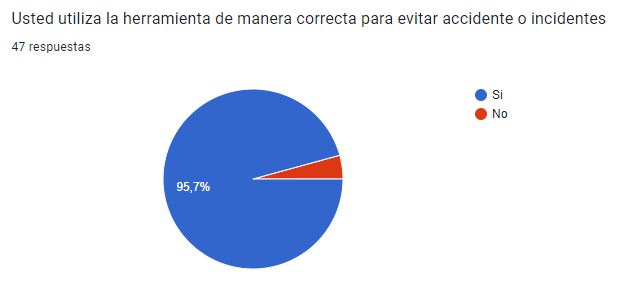 Usted utiliza la herramienta de manera correcta para evitar accidente o incidentes
47 respuestas
Si
No
95,7%